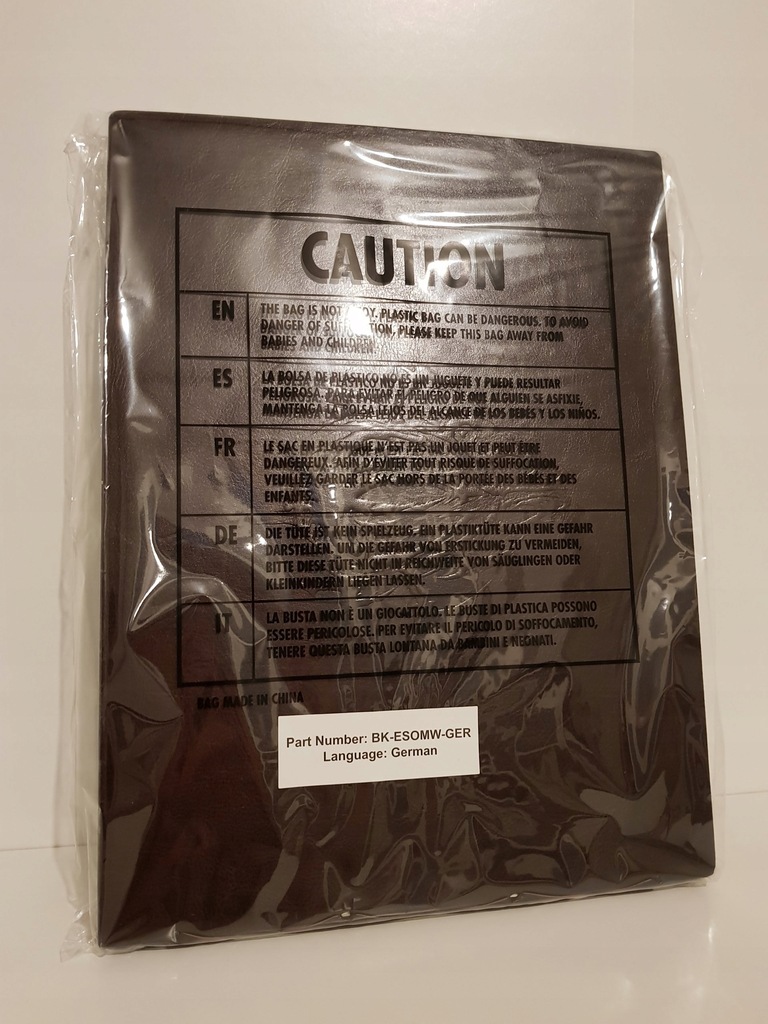 CAUTION
EN
THE BAG IS NOT A TOY. PLASTIC BAG CAN BE DANGEROUS. TO AVOID
DANGER OF SUFFOCATION, PLEASE KEEP THIS BAG AWAY FROM
BABIES AND CHILDREN.
ES
LA BOLSA DE PLASTICO NO ES UN JUGUETE Y PUEDE RESULTAR
PELIGROSA. PARA EVITAR EL PELIGRO DE QUE ALGUIEN SE ASFIXIE,
MANTENGA LA BOLSA LEJOS DEL ALCANCE DE LOS BEBÉS Y LOS NIÑOS.
FR
LE SAC EN PLASTIQUE N'EST PAS UN JOUET ET PEUT ÊTRE
DANGEREUX. AFIN D'ÉVITER TOUT RISQUE DE SUFFOCATION,
VEUILLEZ GARDER LE SAC HORS DE LA PORTÉE DES BÉBÉS ET DES
ENFANTS.
DE
DIE TÜTE IST KEIN SPIELZEUG. EIN PLASTIKTÜTE KANN EINE GEFAHR
DARSTELLEN. UM DIE GEFAHR VON ERSTICKUNG ZU VERMEIDEN,
BITTE DIESE TÜTE NICHT IN REICHWEITE VON SÄUGLINGEN ODER
KLEINKINDERN LIEGEN LASSEN.
IT
LA BUSTA NON È UN GIOCATTOLO. LE BUSTE DI PLASTICA POSSONO
ESSERE PERICOLOSE. PER EVITARE IL PERICOLO DI SOFFOCAMENTO,
TENERE QUESTA BUSTA LONTANA DA BAMBINI E NEONATI.
BAG MADE IN CHINA
Part Number: BK-ESOMW-GER
Language: German